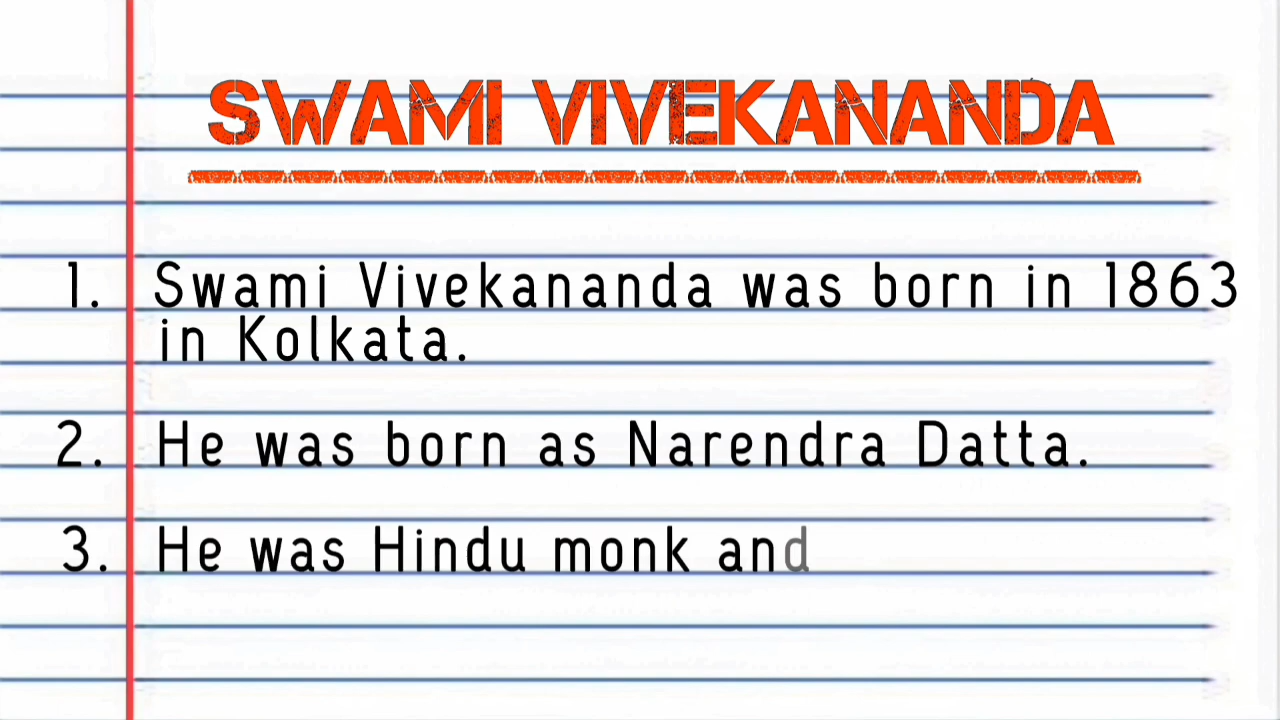 SWAMI VIVEKANANDA
1. Swami Vivekananda was born in 1863
in Kolkata.
2. He was born as Narendra Datta.
3. He was Hindu monk and